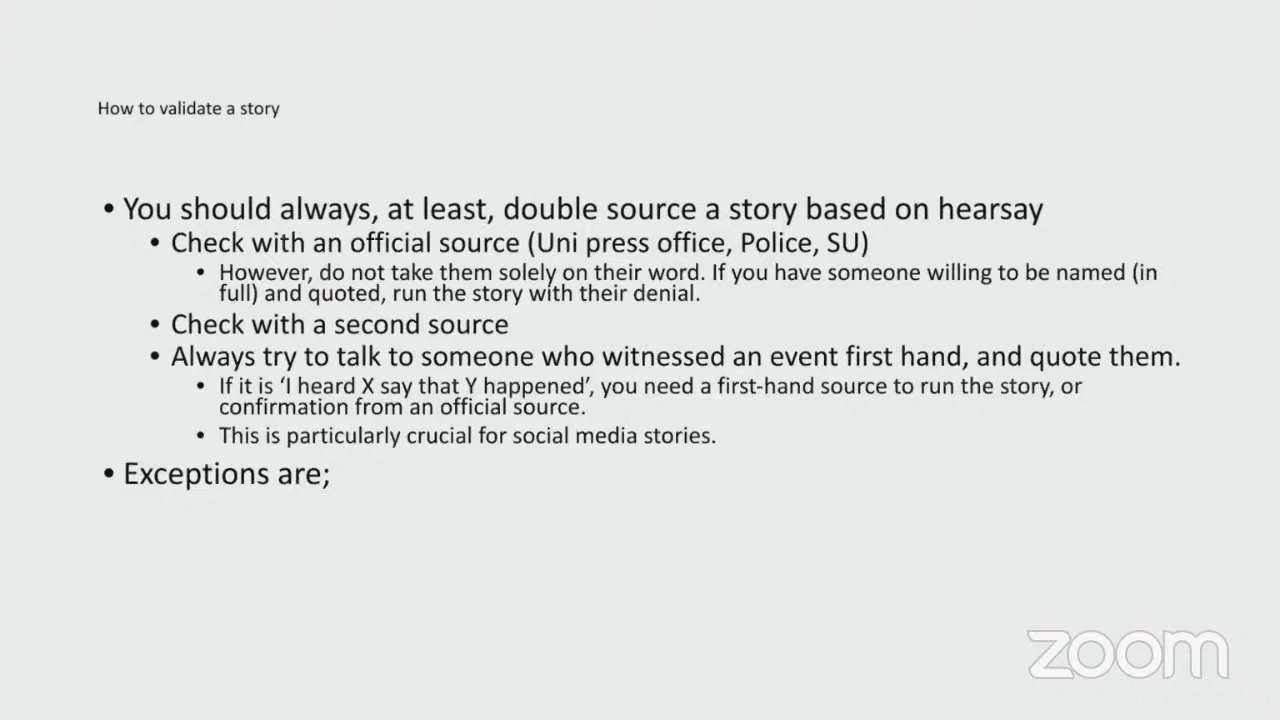 How to validate a story
• You should always, at least, double source a story based on hearsay
• Check with an official source (Uni press office, Police, SU)
• However, do not take them solely on their word. If you have someone willing to be named (in
full) and quoted, run the story with their denial.
• Check with a second source
• Always try to talk to someone who witnessed an event first hand, and quote them.
• If it is ‘I heard X say that Y happened’, you need a first-hand source to run the story, or
confirmation from an official source.
• This is particularly crucial for social media stories.
• Exceptions are;
zoom